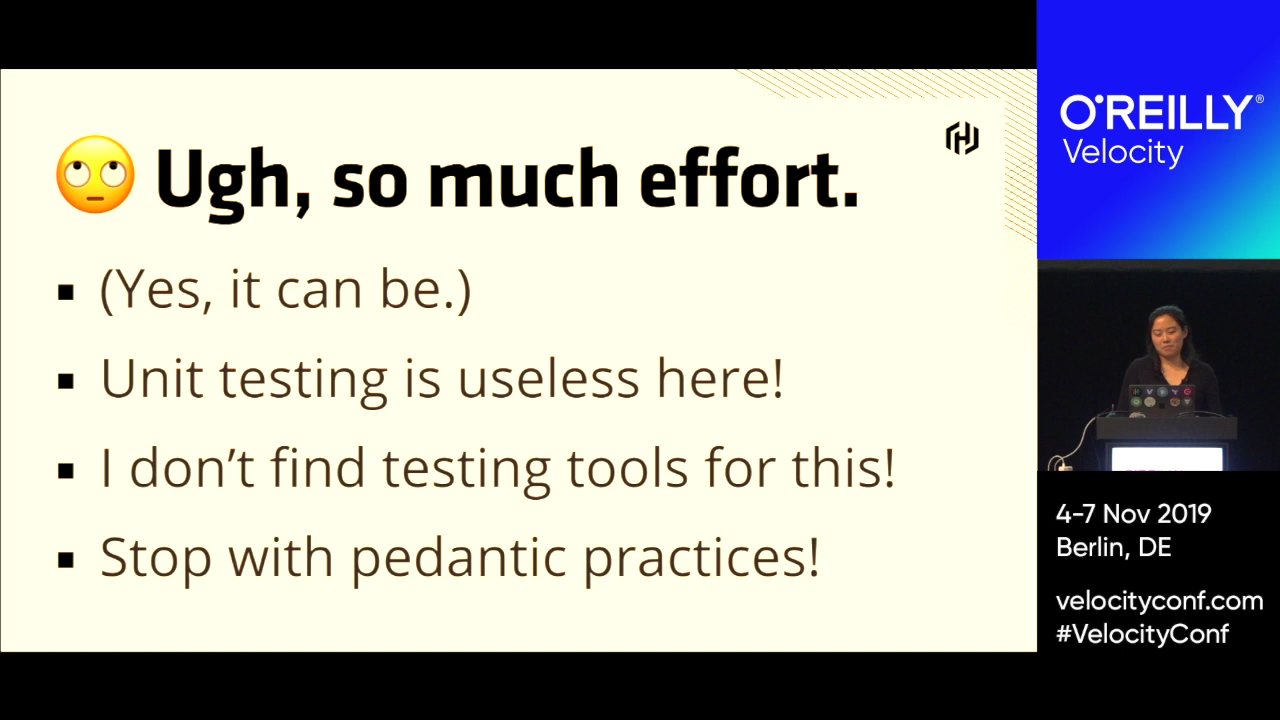 🙄 Ugh, so much effort.
▪ (Yes, it can be.)
▪ Unit testing is useless here!
▪ I don’t find testing tools for this!
▪ Stop with pedantic practices!
O'REILLY®
Velocity
4-7 Nov 2019
Berlin, DE
velocityconf.com
#VelocityConf